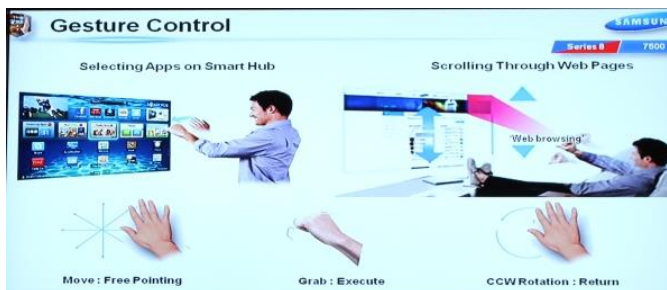 Gesture Control
SAMSUNG
Series 8 7500
Selecting Apps on Smart Hub
Scrolling Through Web Pages
'Web browsing'
Move : Free Pointing
Grab : Execute
CCW Rotation : Return